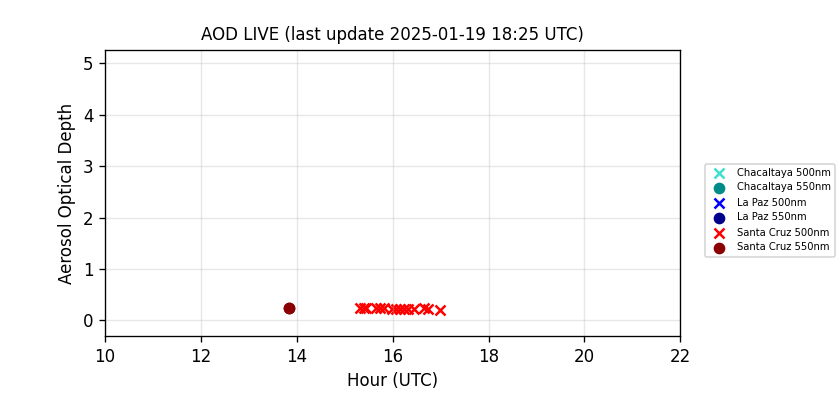 AOD LIVE (last update 2025-01-19 18:25 UTC)
5
4
3
2
1
0
Aerosol Optical Depth
10 12 14 16 18 20 22
Hour (UTC)
Chacaltaya 500nm
Chacaltaya 550nm
La Paz 500nm
La Paz 550nm
Santa Cruz 500nm
Santa Cruz 550nm